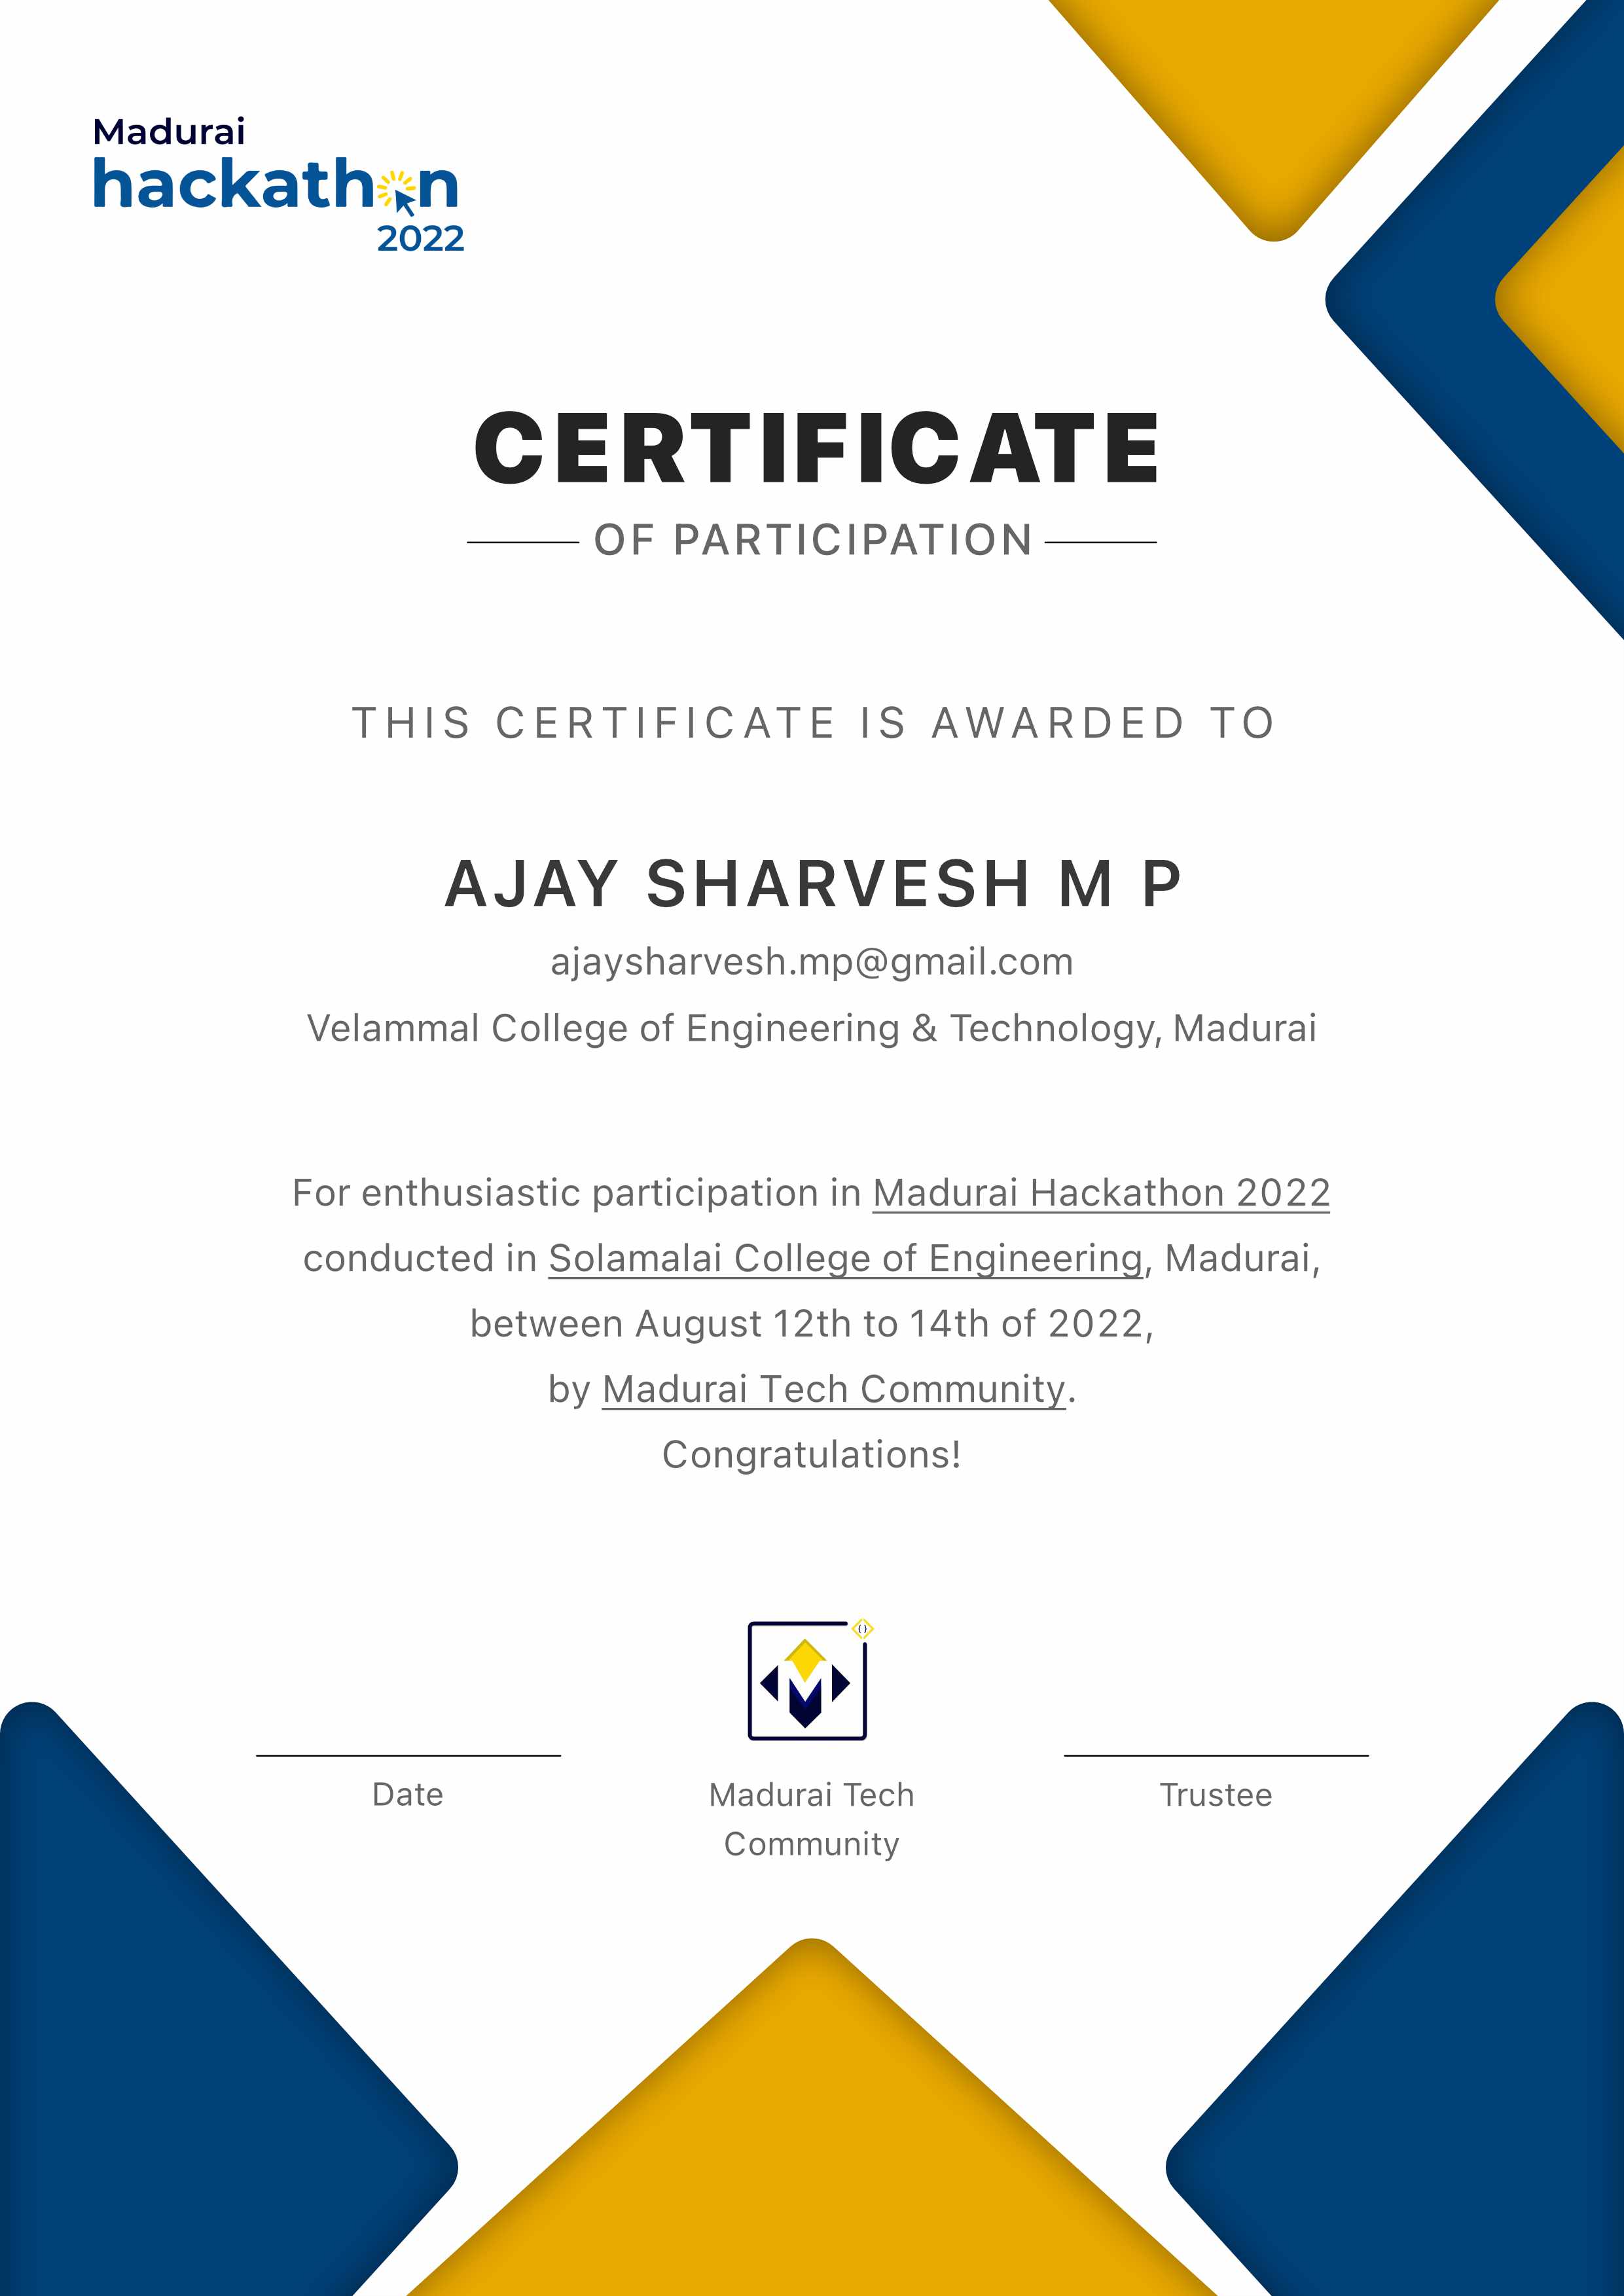 Madurai
hackathon
2022
CERTIFICATE
OF PARTICIPATION
THIS CERTIFICATE IS AWARDED TO
AJAY SHARVESH M P
ajaysharvesh.mp@gmail.com
Velammal College of Engineering & Technology, Madurai
For enthusiastic participation in Madurai Hackathon 2022
conducted in Solamalai College of Engineering, Madurai,
between August 12th to 14th of 2022,
by Madurai Tech Community.
Congratulations!
Date
Madurai Tech
Community
Trustee